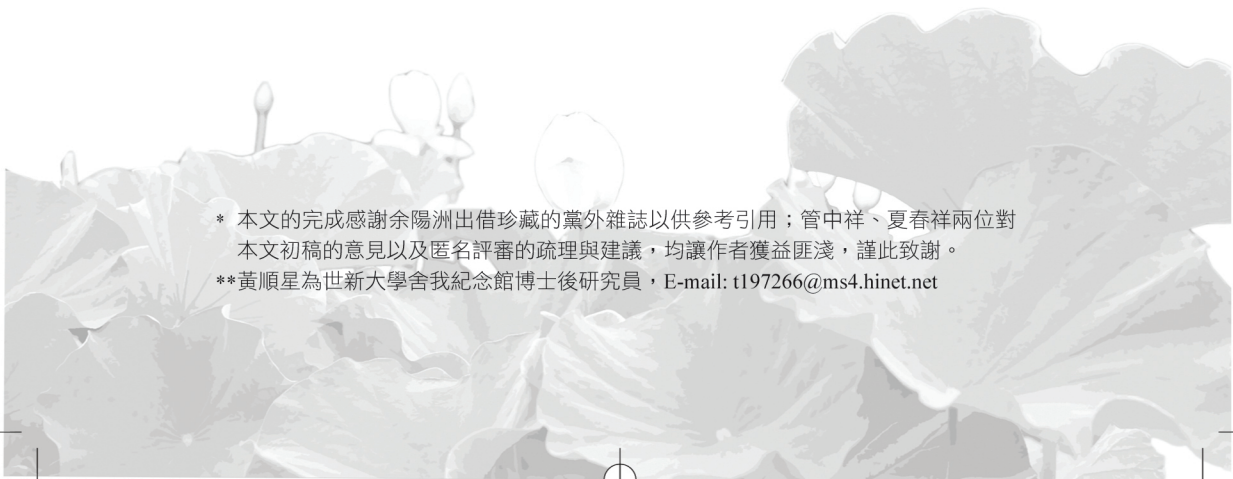 * 本文的完成感謝余陽洲出借珍藏的黨外雜誌以供參考引用；管中祥、夏春祥兩位對
本文初稿的意見以及匿名評審的疏理與建議，均讓作者獲益匪淺，謹此致謝。
**黃順星為世新大學舍我紀念館博士後研究員，E-mail: t197266@ms4.hinet.net